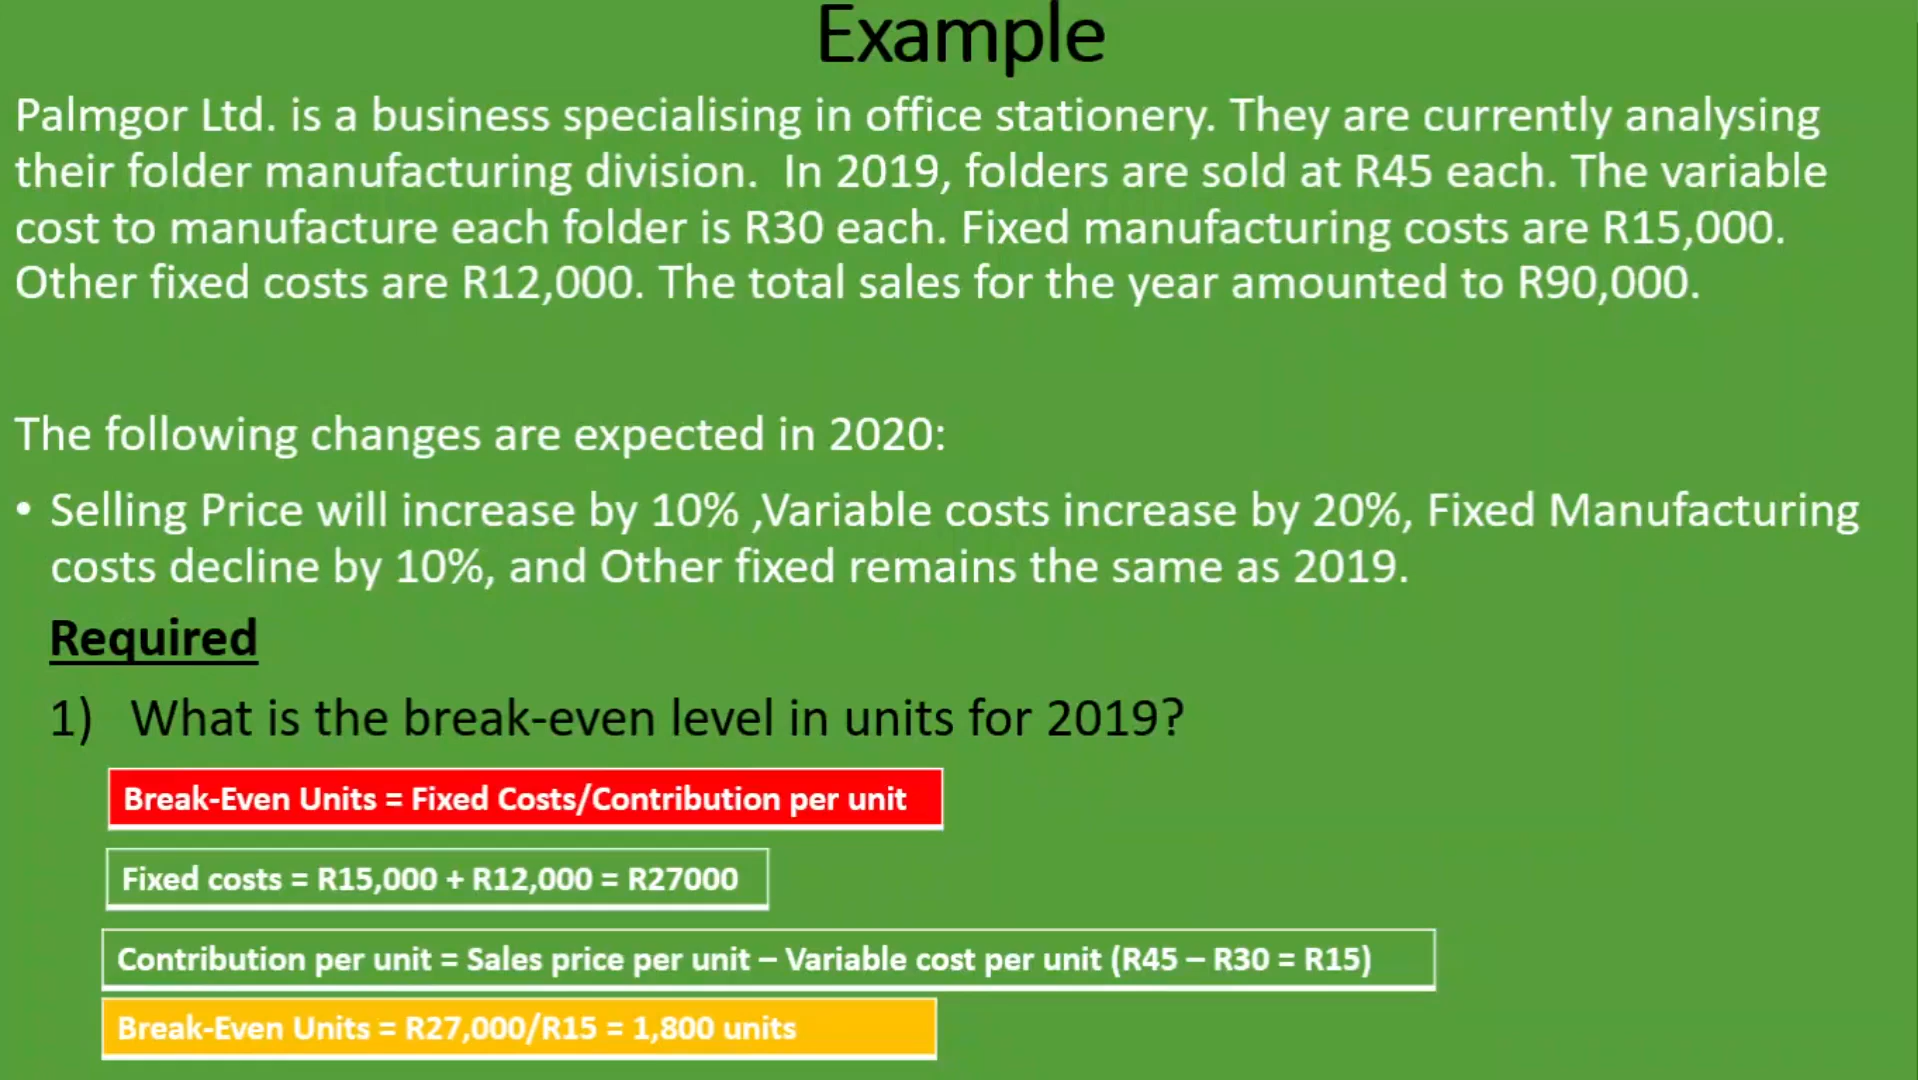 Example
Palmgor Ltd. is a business specialising in office stationery. They are currently analysing
their folder manufacturing division.  In 2019, folders are sold at R45 each. The variable
cost to manufacture each folder is R30 each. Fixed manufacturing costs are R15,000.
Other fixed costs are R12,000. The total sales for the year amounted to R90,000.
The following changes are expected in 2020:
• Selling Price will increase by 10% ,Variable costs increase by 20%, Fixed Manufacturing
costs decline by 10%, and Other fixed remains the same as 2019.
Required
1) What is the break-even level in units for 2019?
Break-Even Units = Fixed Costs/Contribution per unit
Fixed costs = R15,000 + R12,000 = R27000
Contribution per unit = Sales price per unit – Variable cost per unit (R45 – R30 = R15)
Break-Even Units = R27,000/R15 = 1,800 units